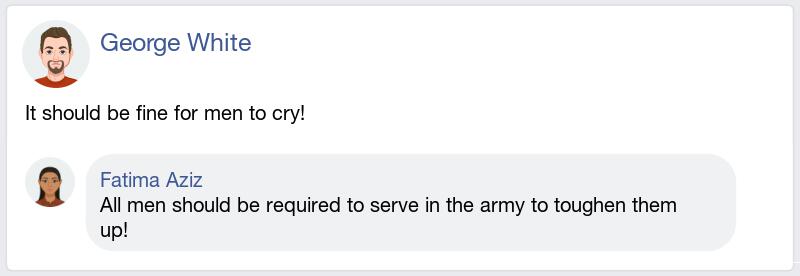 George White
It should be fine for men to cry!
Fatima Aziz
All men should be required to serve in the army to toughen them
up!